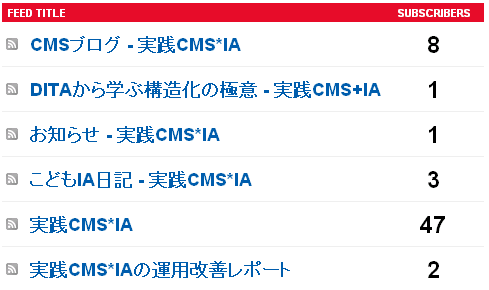 FEED TITLE SUBSCRIBERS
CMSブログ - 実践CMS*IA 8
DITAから学ぶ構造化の極意 - 実践CMS+IA 1
お知らせ - 実践CMS*IA 1
こどもIA日記 - 実践CMS*IA 3
実践CMS*IA 47
実践CMS*IAの運用改善レポート 2